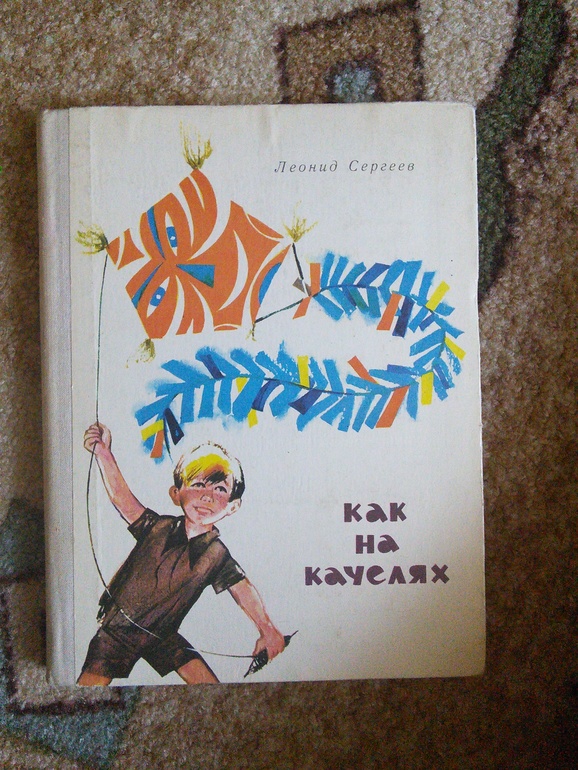 Леонид Сергеев
как
на
качелях